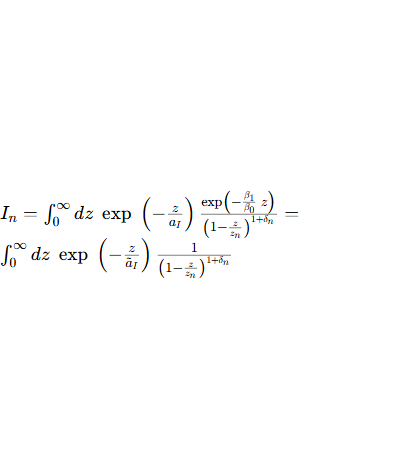 I_n = ∫_0^∞ dz exp (−z/a_I) exp(−β_1/β_0 z)/(1−z/z_n)^{1+δ_n} =
∫_0^∞ dz exp (−z/ã_I) 1/(1−z/z_n)^{1+δ_n}